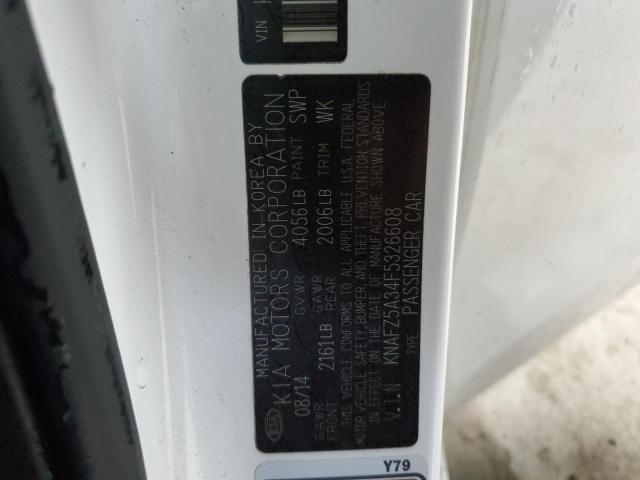 VIN
MANUFACTURED IN KOREA BY
KIA MOTORS CORPORATION
08/14 GVWR 4056LB PAINT SWP
GAWR FRONT 2161LB GAWR REAR 2006LB TRIM WK
THIS VEHICLE CONFORMS TO ALL APPLICABLE U.S.A. FEDERAL
MOTOR VEHICLE SAFETY, BUMPER, AND THEFT PREVENTION STANDARDS
IN EFFECT ON THE DATE OF MANUFACTURE SHOWN ABOVE
V.I.N KNAFZ5A34F5326608
TYPE PASSENGER CAR
KIA
Y79